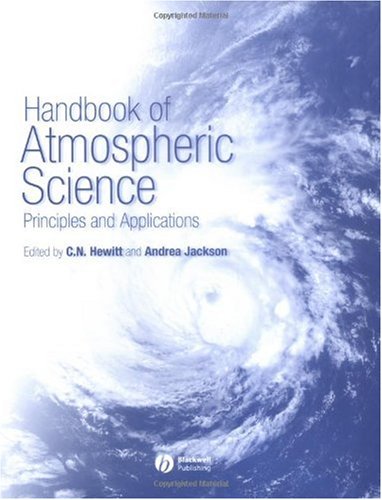 Copyrighted Material
Handbook of
Atmospheric
Science
Principles and Applications
Edited by C.N. Hewitt and Andrea Jackson
Blackwell
Publishing
Copyrighted Material